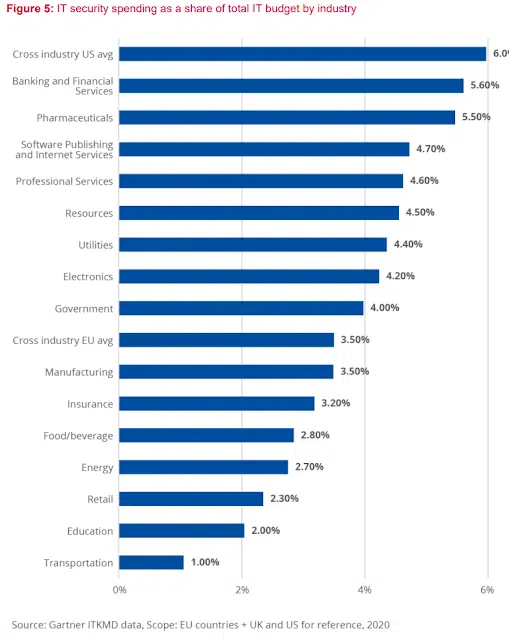 Figure 5: IT security spending as a share of total IT budget by industry
Cross industry US avg 6.0%
Banking and Financial
Services 5.60%
Pharmaceuticals 5.50%
Software Publishing
and Internet Services 4.70%
Professional Services 4.60%
Resources 4.50%
Utilities 4.40%
Electronics 4.20%
Government 4.00%
Cross industry EU avg 3.50%
Manufacturing 3.50%
Insurance 3.20%
Food/beverage 2.80%
Energy 2.70%
Retail 2.30%
Education 2.00%
Transportation 1.00%
0% 2% 4% 6%
Source: Gartner ITKMD data, Scope: EU countries + UK and US for reference, 2020